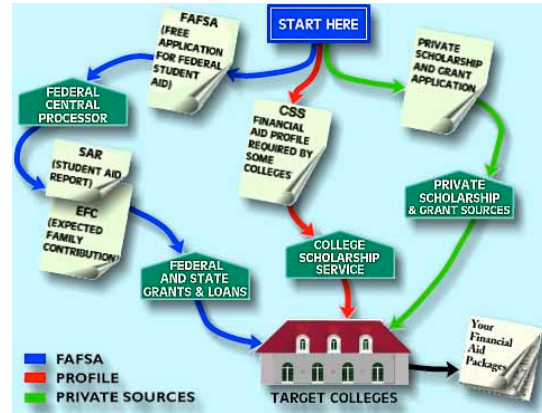 START HERE
FAFSA
(FREE
APPLICATION
FOR FEDERAL
STUDENT
AID)
FEDERAL
CENTRAL
PROCESSOR
SAR
(STUDENT AID
REPORT)
EFC
(EXPECTED
FAMILY
CONTRIBUTION)
FEDERAL
AND STATE
GRANTS & LOANS
CSS
FINANCIAL
AID PROFILE
REQUIRED BY
SOME
COLLEGES
COLLEGE
SCHOLARSHIP
SERVICE
PRIVATE
SCHOLARSHIP
AND GRANT
APPLICATION
PRIVATE
SCHOLARSHIP
& GRANT SOURCES
TARGET COLLEGES
Your
Financial
Aid
Packages
FAFSA
PROFILE
PRIVATE SOURCES